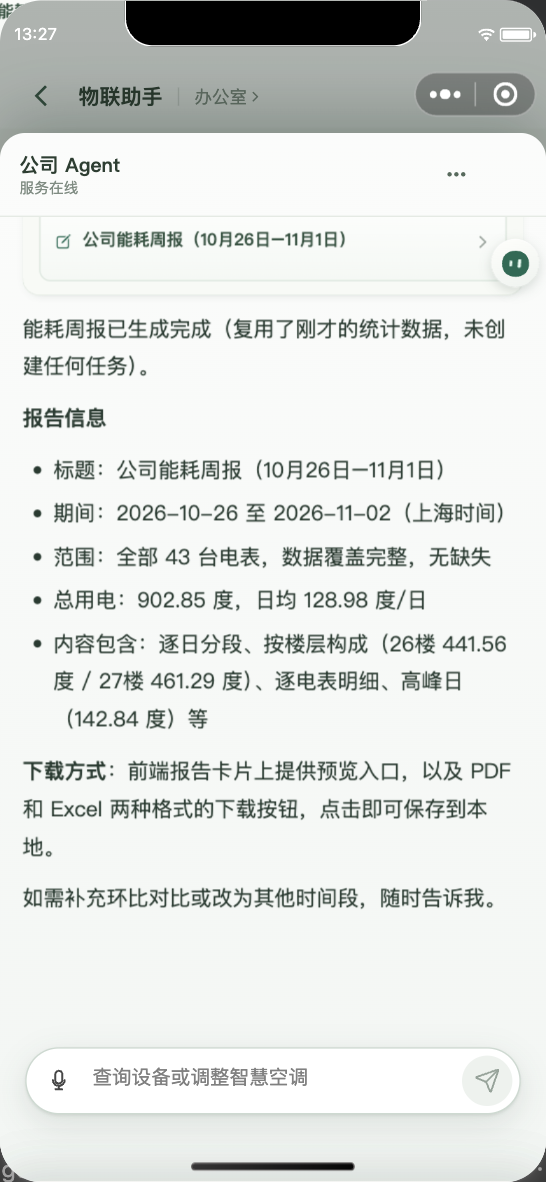 能
13:27
物联助手
办公室
公司 Agent
服务在线
公司能耗周报（10月26日—11月1日）
能耗周报已生成完成（复用了刚才的统计数据，未创
建任何任务）。
报告信息
• 标题：公司能耗周报（10月26日—11月1日）
• 期间：2026-10-26 至 2026-11-02（上海时间）
• 范围：全部 43 台电表，数据覆盖完整，无缺失
• 总用电：902.85 度，日均 128.98 度/日
• 内容包含：逐日分段、按楼层构成（26楼 441.56
度 / 27楼 461.29 度）、逐电表明细、高峰日
（142.84 度）等
下载方式：前端报告卡片上提供预览入口，以及 PDF
和 Excel 两种格式的下载按钮，点击即可保存到本
地。
如需补充环比对比或改为其他时间段，随时告诉我。
查询设备或调整智慧空调